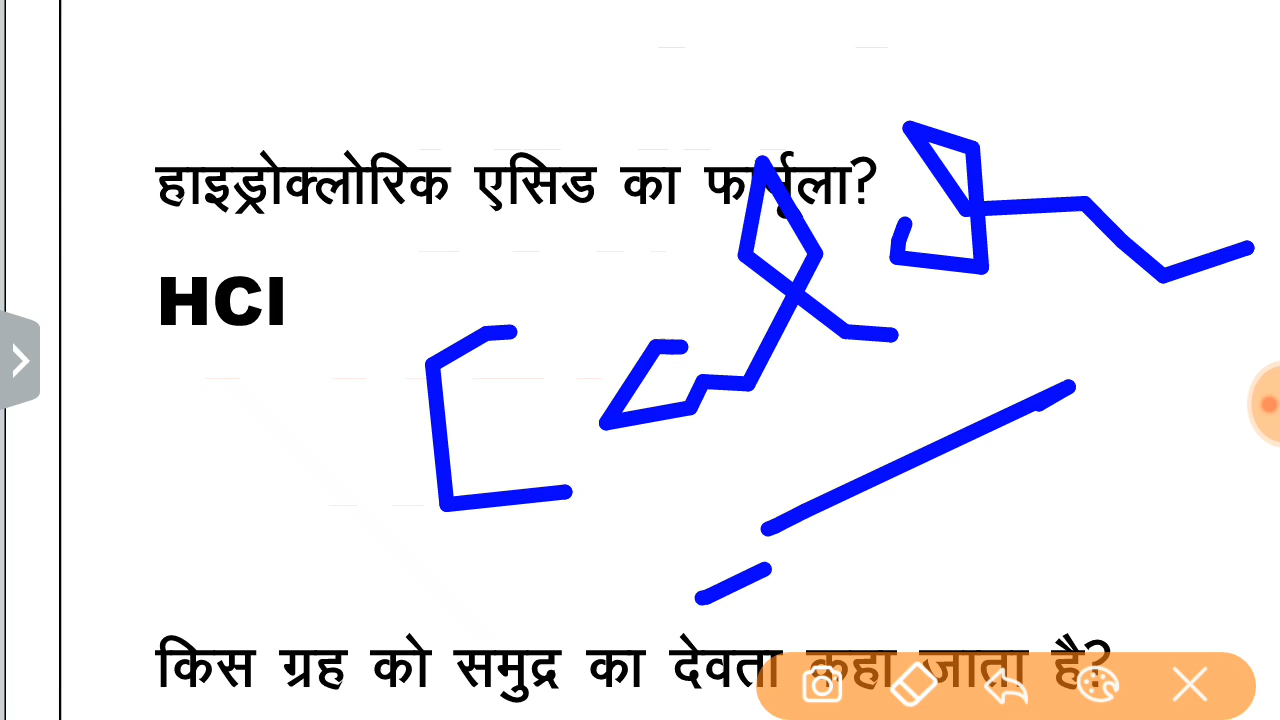 हाइड्रोक्लोरिक एसिड का फार्मूला?
HCl
किस ग्रह को समुद्र का देवता कहा जाता है?